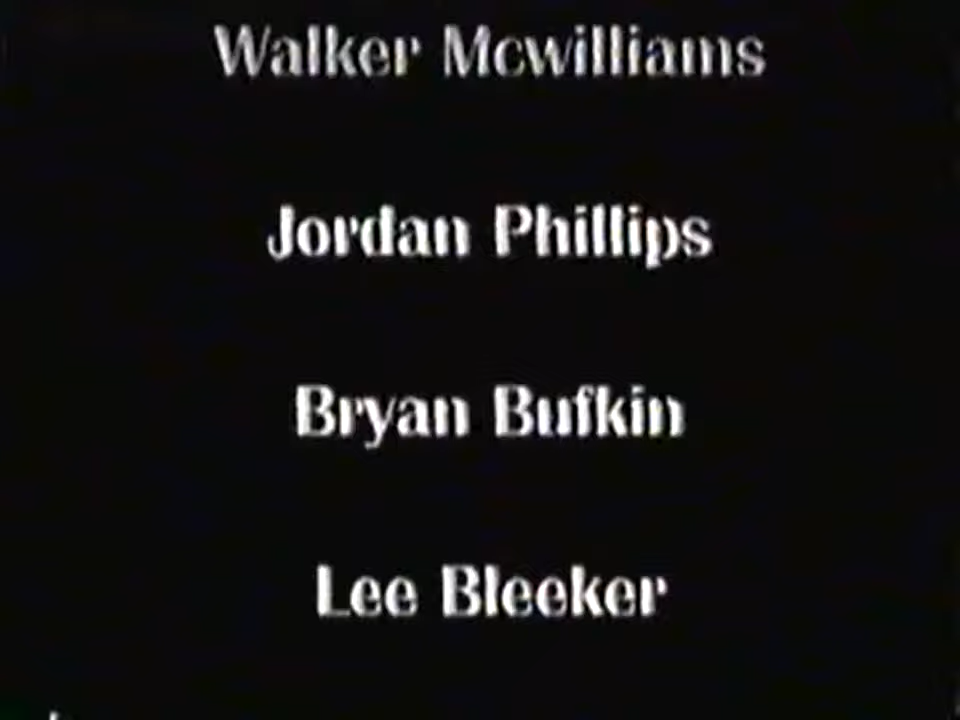 Walker Mcwilliams
Jordan Phillips
Bryan Bufkin
Lee Bleeker